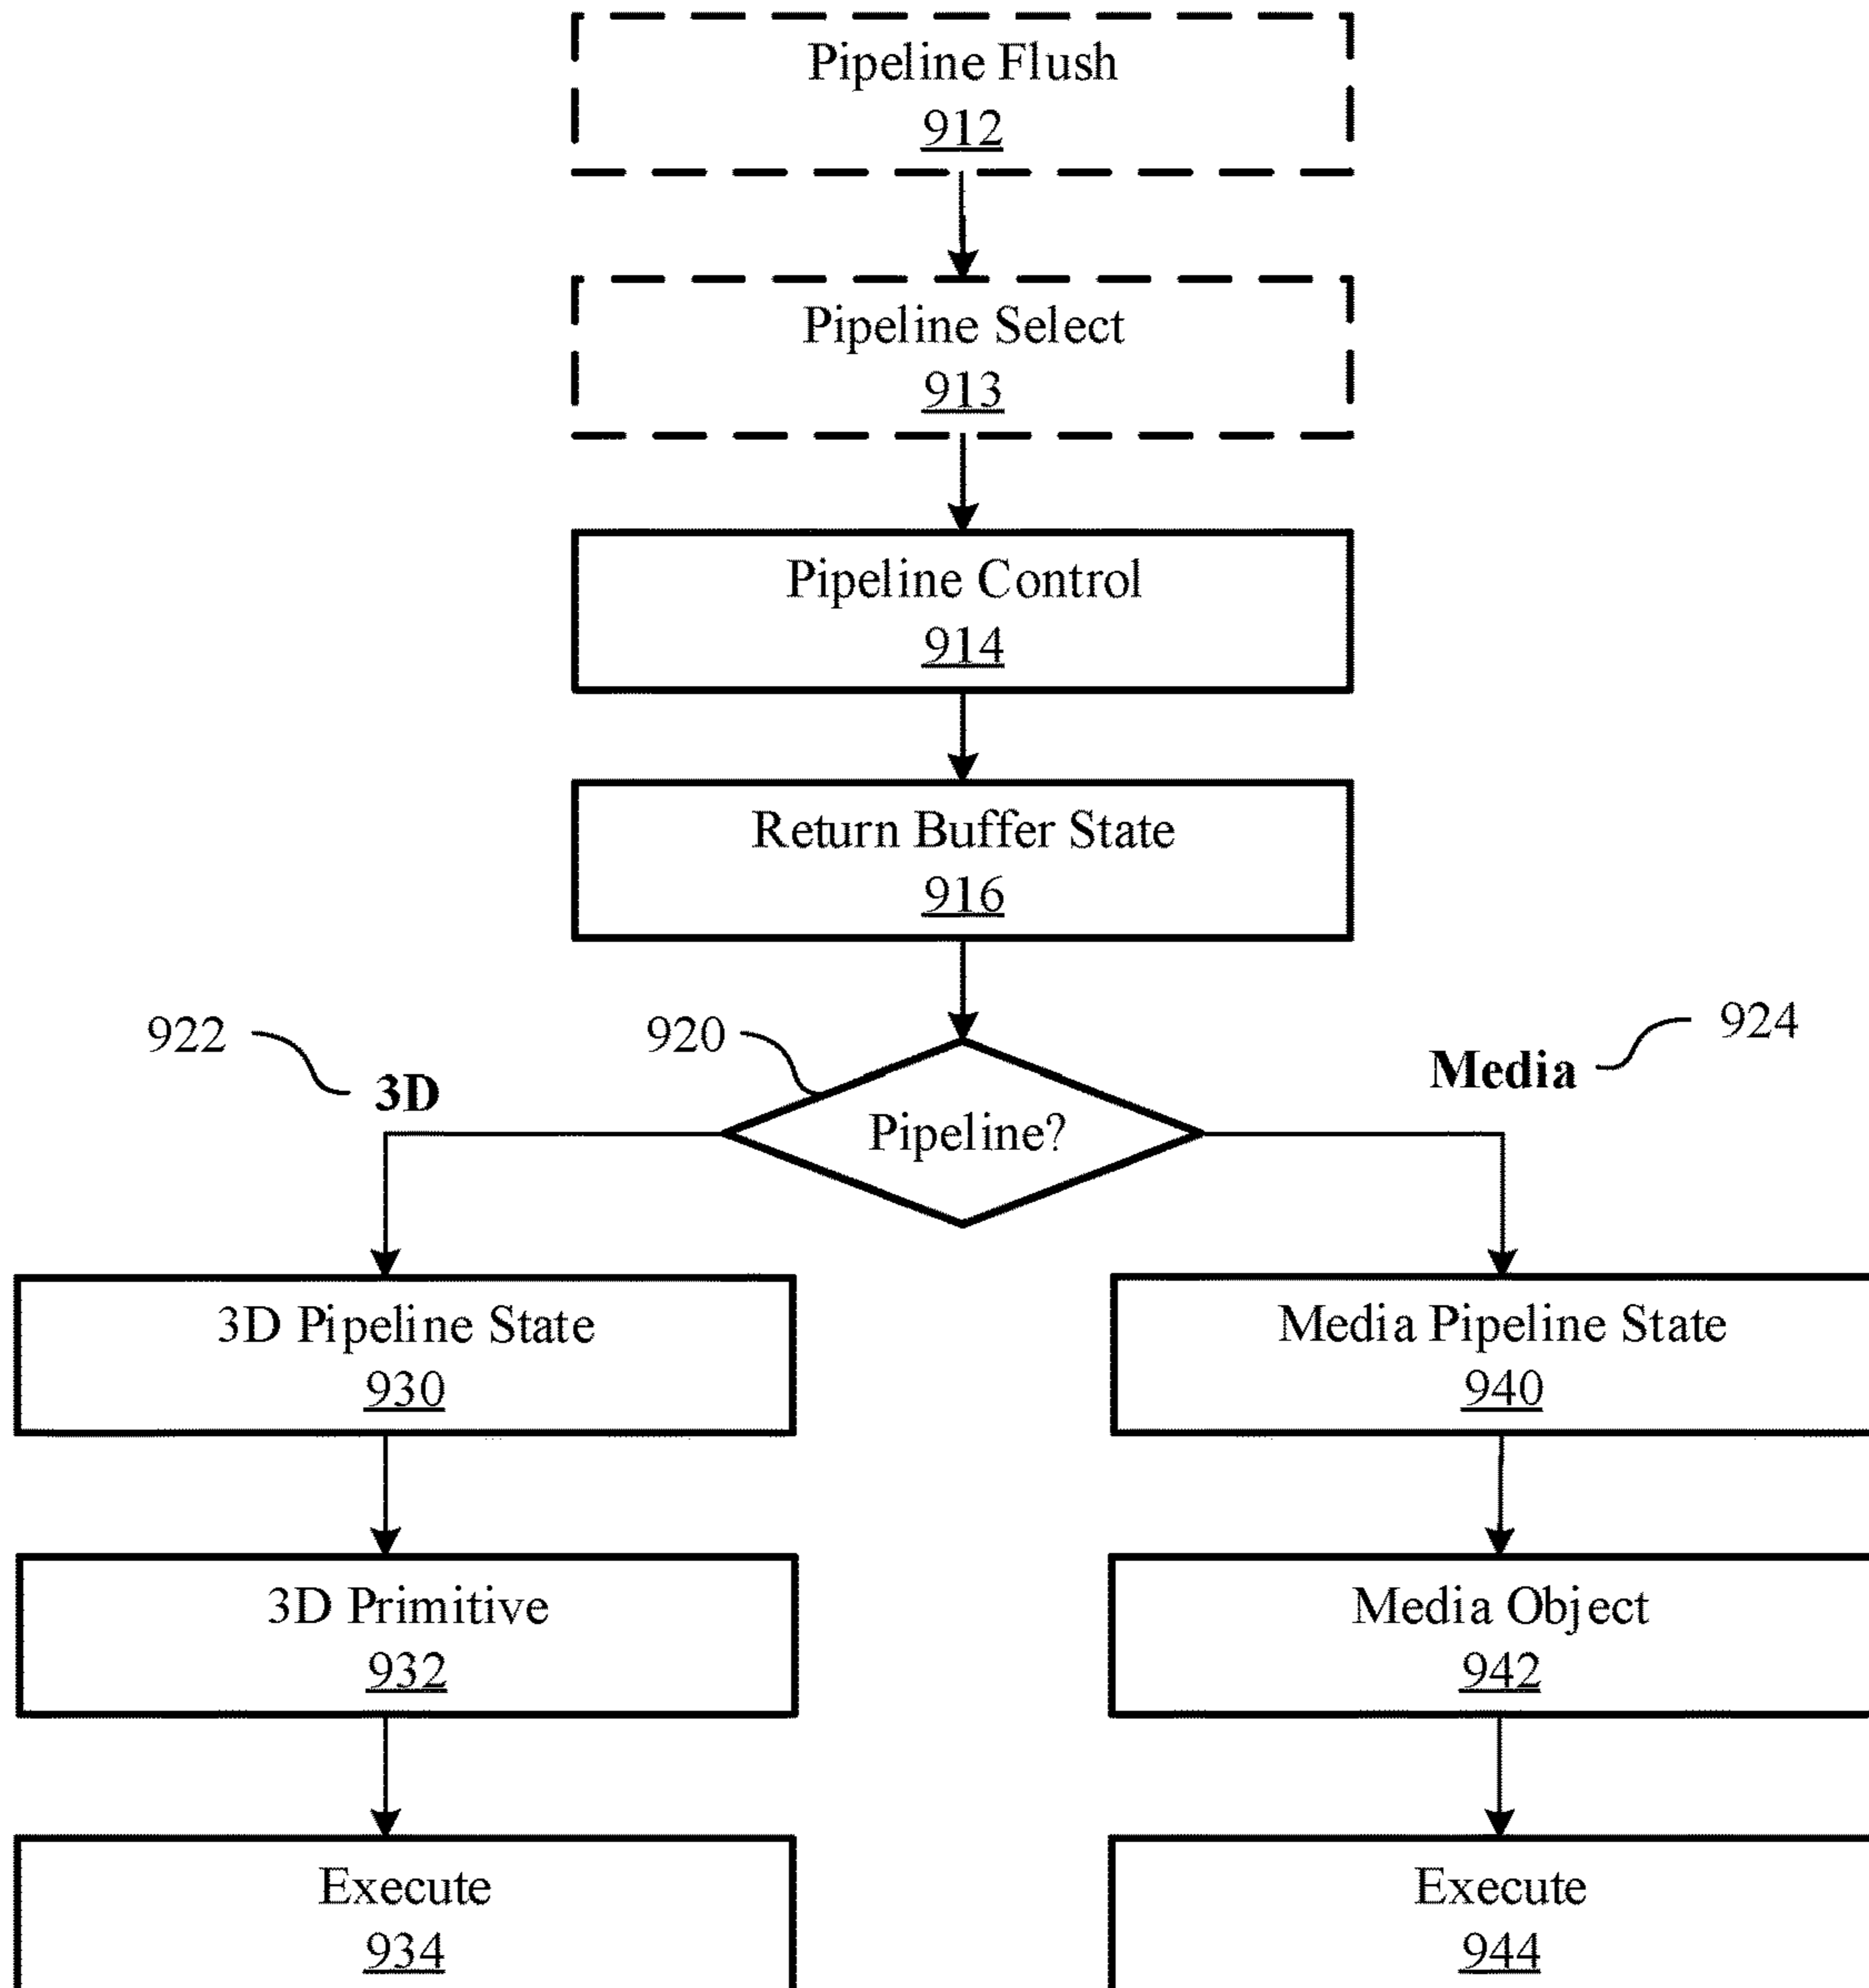 Pipeline Flush
912
Pipeline Select
913
Pipeline Control
914
Return Buffer State
916
922
920
924
3D
Media
Pipeline?
3D Pipeline State
930
Media Pipeline State
940
3D Primitive
932
Media Object
942
Execute
934
Execute
944